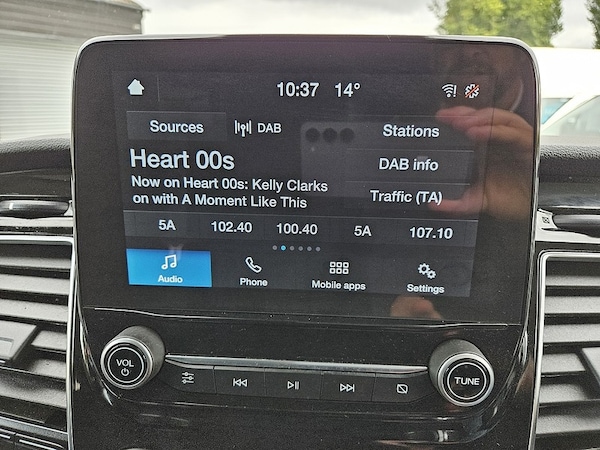 10:37 14°
Sources DAB Stations
Heart 00s
DAB info
Now on Heart 00s: Kelly Clarks
on with A Moment Like This
Traffic (TA)
5A 102.40 100.40 5A 107.10
Audio Phone Mobile apps Settings
VOL
TUNE